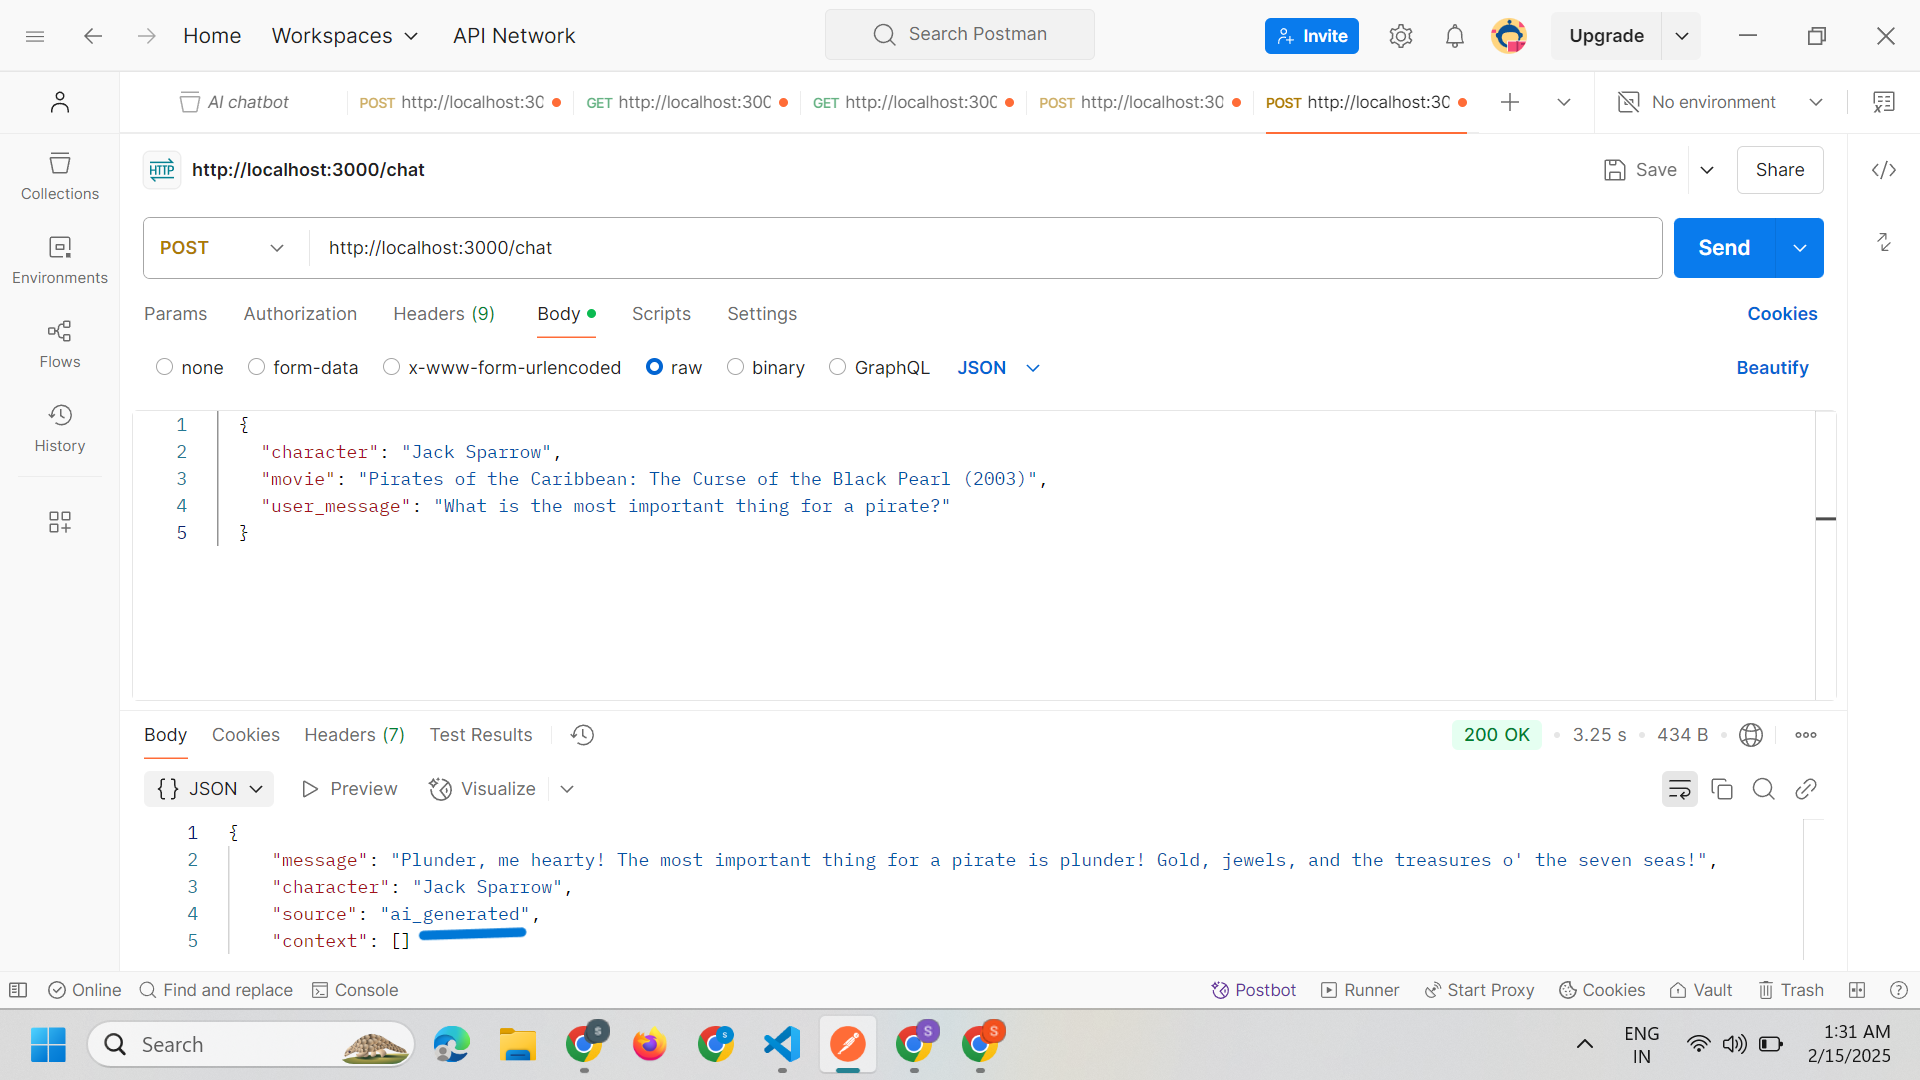 Home Workspaces API Network Search Postman Invite Upgrade
AI chatbot POST http://localhost:30 GET http://localhost:300 GET http://localhost:300 POST http://localhost:30 POST http://localhost:30 No environment
HTTP http://localhost:3000/chat Save Share
Collections
POST http://localhost:3000/chat Send
Environments
Params Authorization Headers (9) Body Scripts Settings Cookies
Flows
none form-data x-www-form-urlencoded raw binary GraphQL JSON Beautify
History
1 {
2 "character": "Jack Sparrow",
3 "movie": "Pirates of the Caribbean: The Curse of the Black Pearl (2003)",
4 "user_message": "What is the most important thing for a pirate?"
5 }
Body Cookies Headers (7) Test Results 200 OK • 3.25 s • 434 B
{} JSON Preview Visualize
1 {
2 "message": "Plunder, me hearty! The most important thing for a pirate is plunder! Gold, jewels, and the treasures o' the seven seas!",
3 "character": "Jack Sparrow",
4 "source": "ai_generated",
5 "context": []
Online Find and replace Console Postbot Runner Start Proxy Cookies Vault Trash
Search S S S S ENG 1:31 AM
IN 2/15/2025